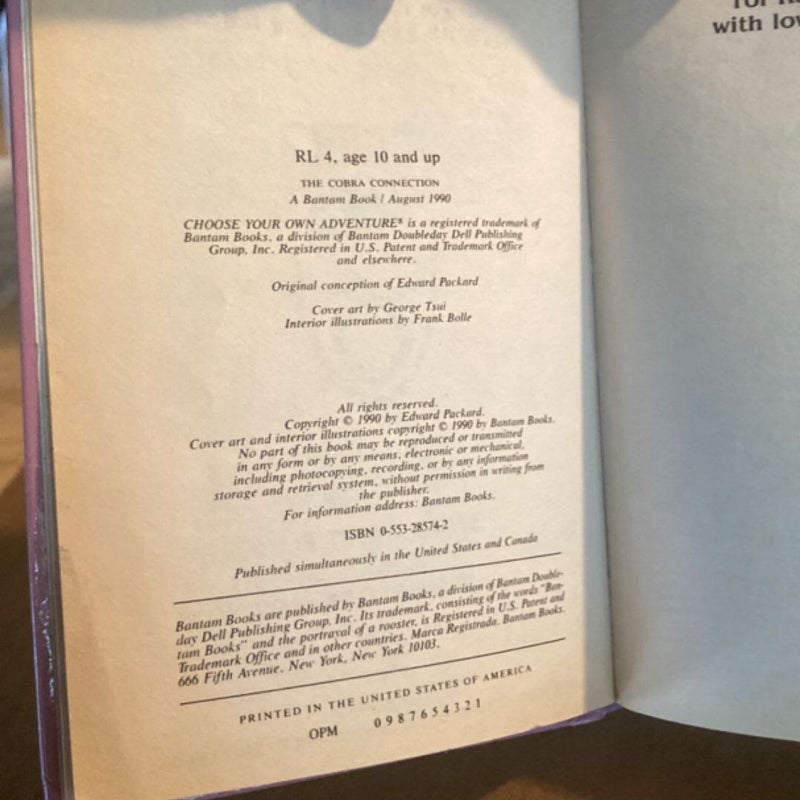 RL 4, age 10 and up
THE COBRA CONNECTION
A Bantam Book / August 1990
CHOOSE YOUR OWN ADVENTURE® is a registered trademark of
Bantam Books, a division of Bantam Doubleday Dell Publishing
Group, Inc. Registered in U.S. Patent and Trademark Office
and elsewhere.
Original conception of Edward Packard
Cover art by George Tsui
Interior illustrations by Frank Bolle
All rights reserved.
Copyright © 1990 by Edward Packard.
Cover art and interior illustrations copyright © 1990 by Bantam Books.
No part of this book may be reproduced or transmitted
in any form or by any means, electronic or mechanical,
including photocopying, recording, or by any information
storage and retrieval system, without permission in writing from
the publisher.
For information address: Bantam Books.
ISBN 0-553-28574-2
Published simultaneously in the United States and Canada
Bantam Books are published by Bantam Books, a division of Bantam Double-
day Dell Publishing Group, Inc. Its trademark, consisting of the words "Ban-
tam Books" and the portrayal of a rooster, is Registered in U.S. Patent and
Trademark Office and in other countries. Marca Registrada. Bantam Books,
666 Fifth Avenue, New York, New York 10103.
PRINTED IN THE UNITED STATES OF AMERICA
OPM 0 9 8 7 6 5 4 3 2 1
with